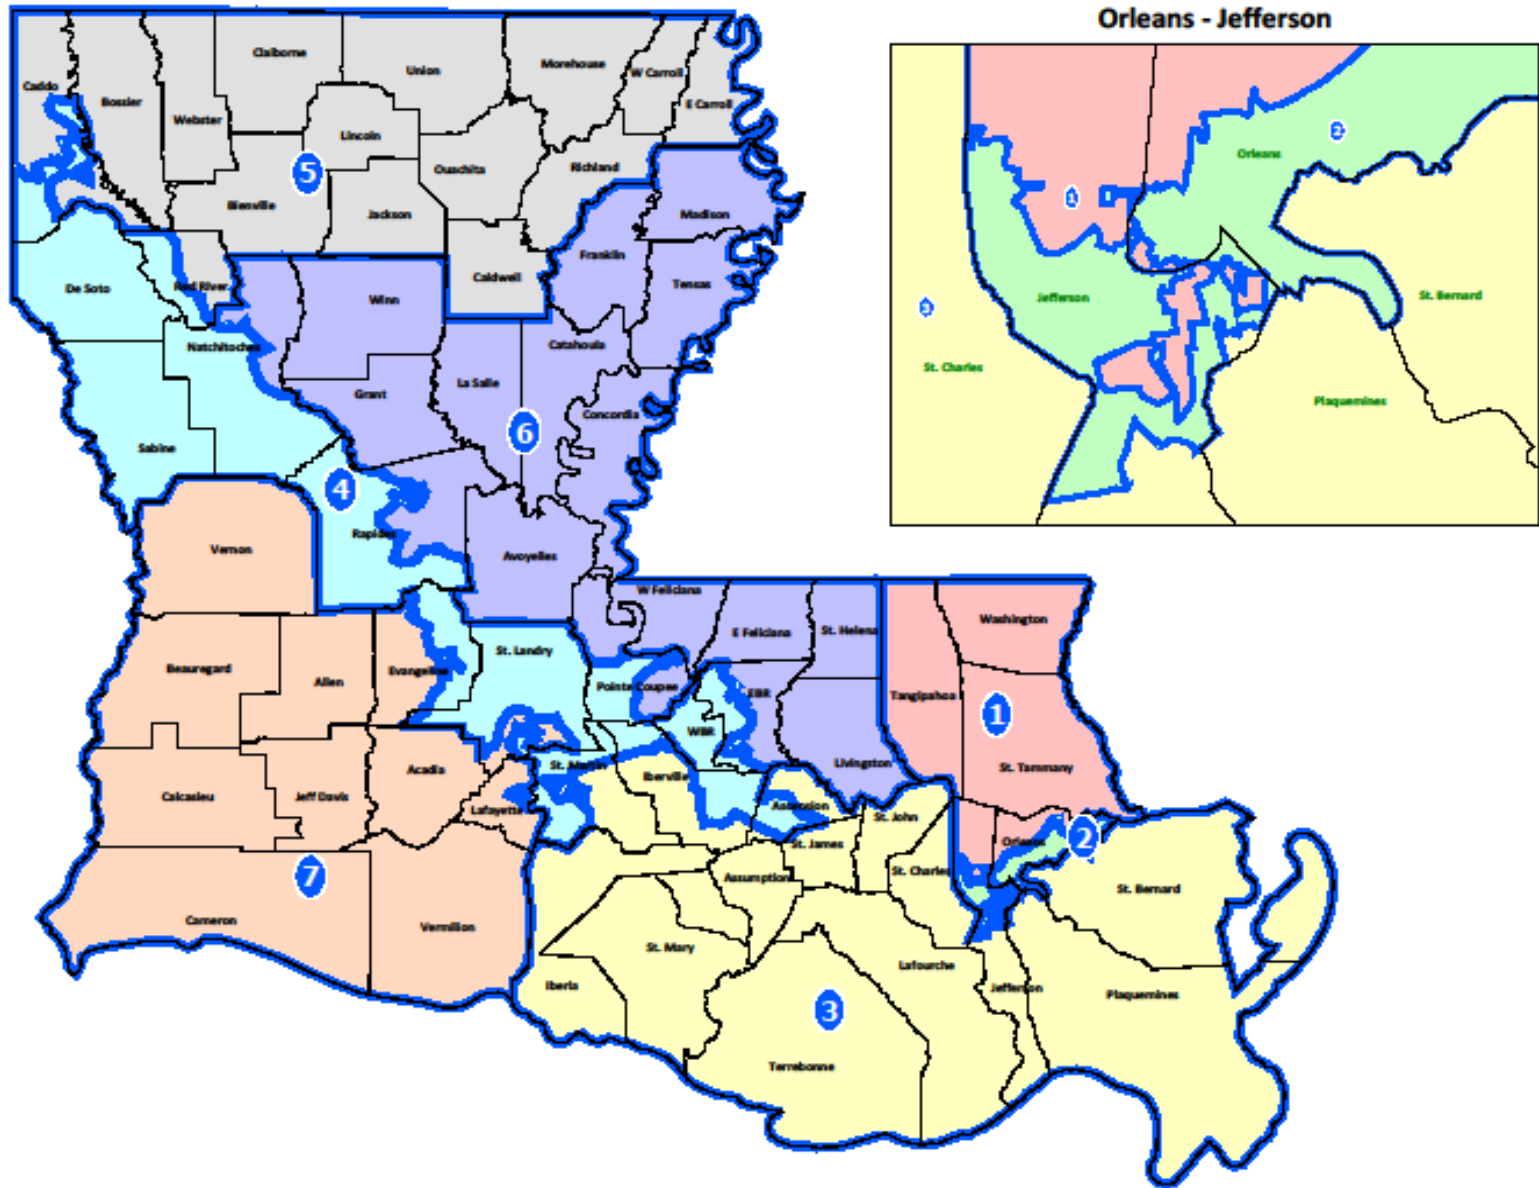 Orleans - Jefferson
Claiborne
Union
Morehouse
W Carroll
Caddo
Bossier
E Carroll
Webster
Lincoln
Ouachita
Richland
5
Bienville
Jackson
Madison
Franklin
Caldwell
De Soto
Red River
Winn
Tensas
Natchitoches
Catahoula
La Salle
Grant
Concordia
Sabine
6
4
Rapides
Vernon
Avoyelles
W Feliciana
Washington
E Feliciana
St. Helena
St. Landry
Beauregard
Evangeline
Allen
Pointe Coupee
EBR
Tangipahoa
1
WBR
St. Martin
Livingston
St. Tammany
Acadia
Iberville
Calcasieu
Jeff Davis
Lafayette
Ascension
St. John
2
Orleans
St. James
St. Charles
7
Assumption
St. Bernard
Cameron
Vermilion
St. Mary
Lafourche
Iberia
Jefferson
Plaquemines
3
Terrebonne
2
Orleans
1
Jefferson
St. Bernard
3
St. Charles
Plaquemines